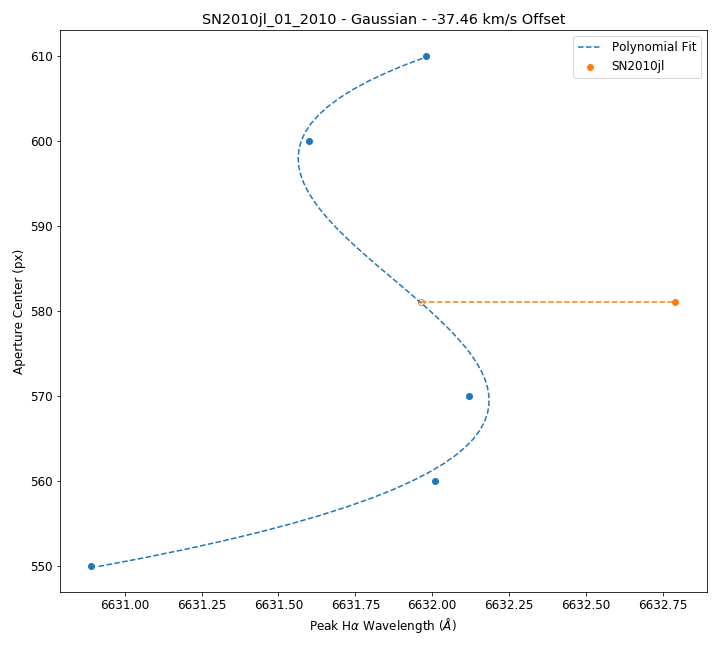 SN2010jl_01_2010 - Gaussian - -37.46 km/s Offset
Polynomial Fit
SN2010jl
610
600
590
580
570
560
550
Aperture Center (px)
6631.00 6631.25 6631.50 6631.75 6632.00 6632.25 6632.50 6632.75
Peak Hα Wavelength (Å)